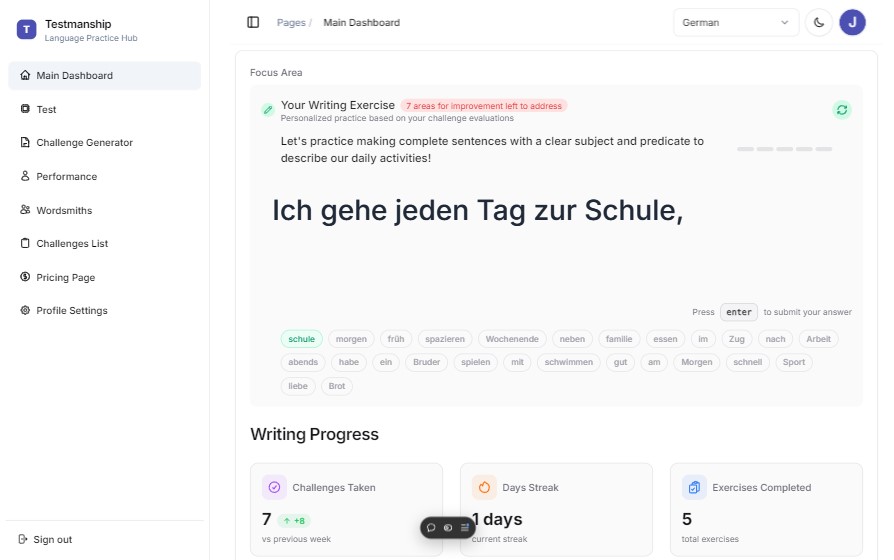 T
Testmanship
Language Practice Hub
Main Dashboard
Test
Challenge Generator
Performance
Wordsmiths
Challenges List
Pricing Page
Profile Settings
Sign out
Pages / Main Dashboard
German
J
Focus Area
Your Writing Exercise 7 areas for improvement left to address
Personalized practice based on your challenge evaluations
Let's practice making complete sentences with a clear subject and predicate to
describe our daily activities!
Ich gehe jeden Tag zur Schule,
Press enter to submit your answer
schule morgen früh spazieren Wochenende neben familie essen im Zug nach Arbeit
abends habe ein Bruder spielen mit schwimmen gut am Morgen schnell Sport
liebe Brot
Writing Progress
Challenges Taken
7 ↑ +8
vs previous week
Days Streak
1 days
current streak
Exercises Completed
5
total exercises